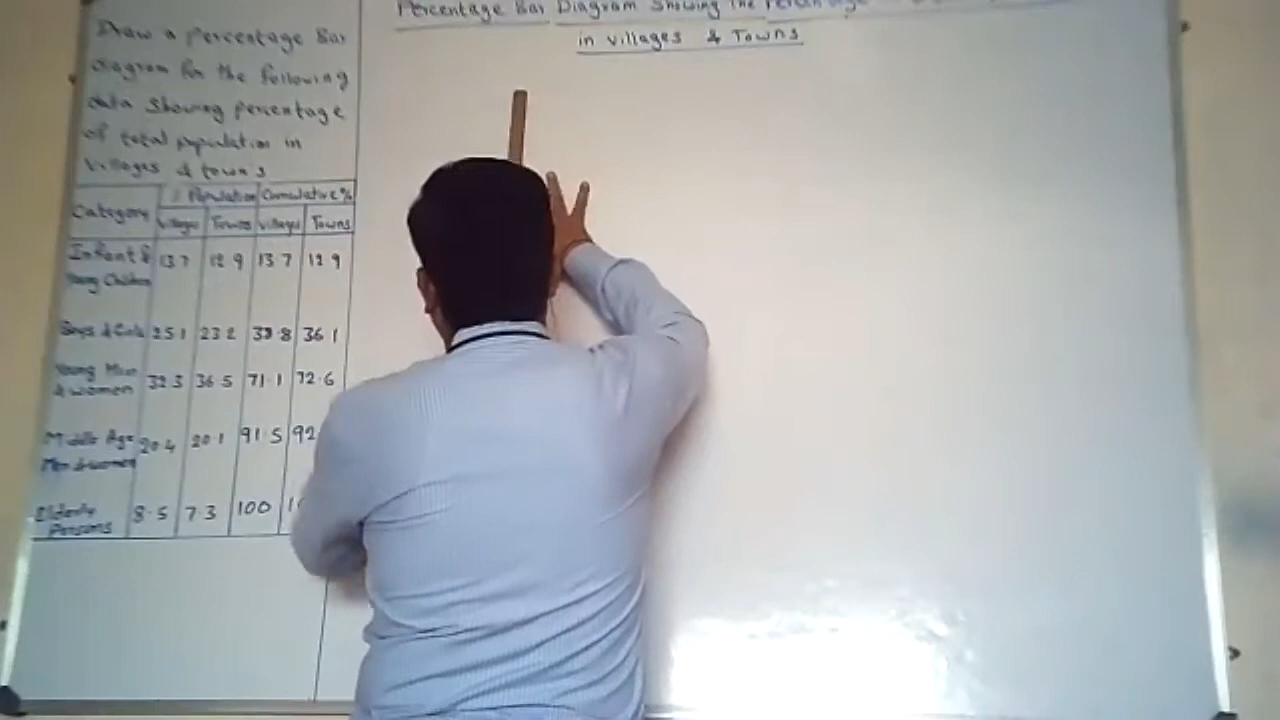 Draw a percentage Bar
diagram for the following
data showing percentage
of total population in
villages & towns
Category % Population Cumulative %
Villages Towns Villages Towns
Infant & 13.7 12.9 13.7 12.9
Young Children
Boys & Girls 25.1 23.2 38.8 36.1
Young Men 32.3 36.5 71.1 72.6
& women
Middle Age 20.4 20.1 91.5 92
Men & women
Elderly 8.5 7.3 100
Persons
Percentage Bar Diagram Showing The Percentage
in villages & Towns